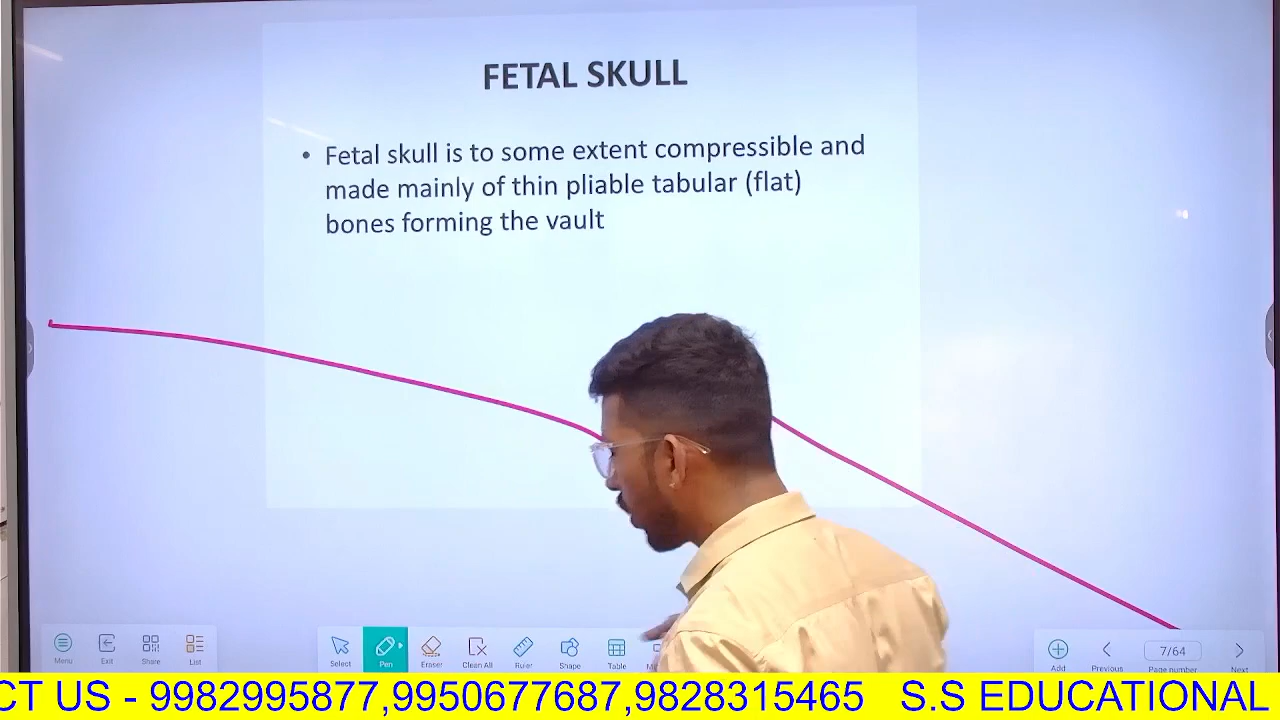 FETAL SKULL
• Fetal skull is to some extent compressible and
made mainly of thin pliable tabular (flat)
bones forming the vault
Menu
Exit
Share
List
Select
Pen
Eraser
Clean All
Ruler
Shape
Table
Add
Previous
7/64
Page number
Next
CT US - 9982995877,9950677687,9828315465 S.S EDUCATIONAL